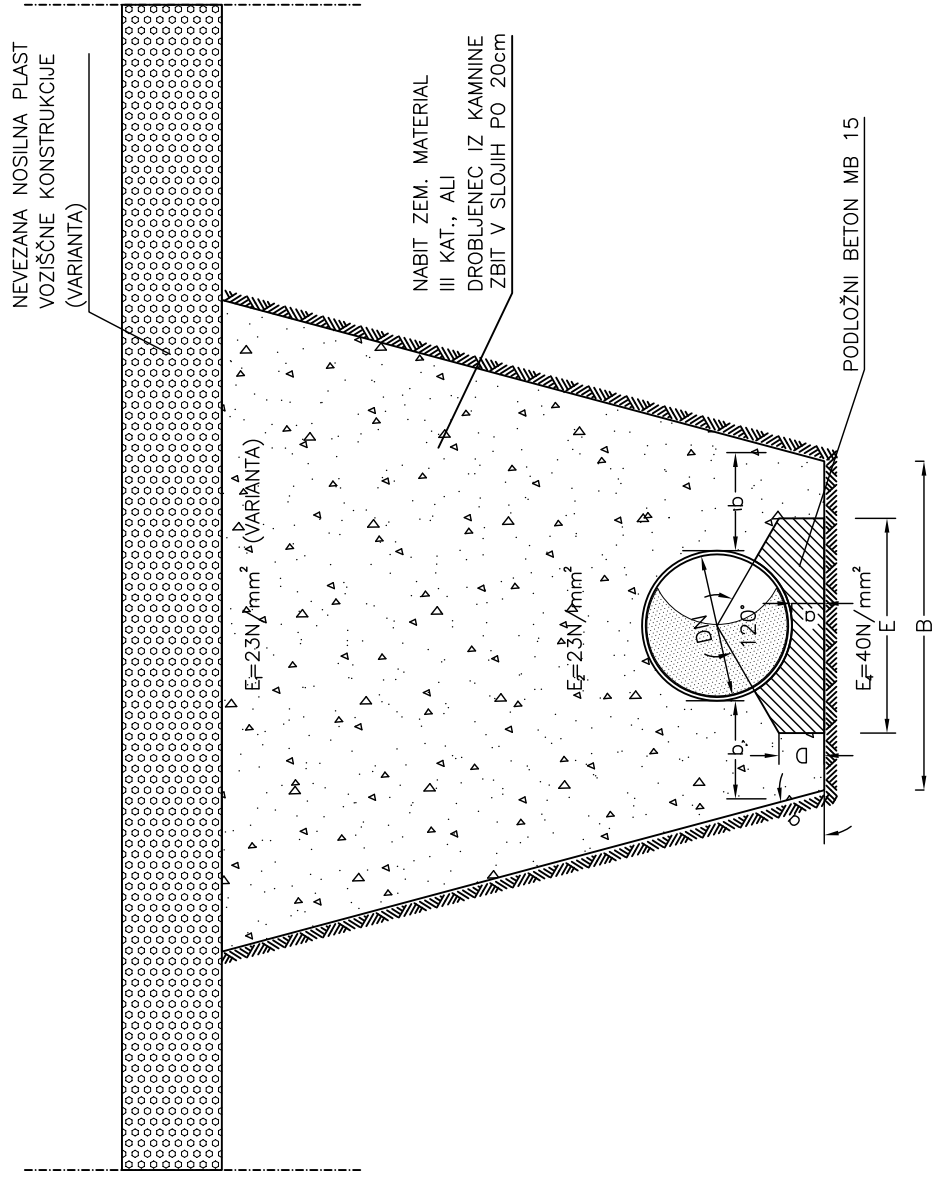 NEVEZANA NOSILNA PLAST
VOZIŠČNE KONSTRUKCIJE
(VARIANTA)
NABIT ZEM. MATERIAL
III KAT., ALI
DROBLJENEC IZ KAMNINE
ZBIT V SLOJIH PO 20cm
E₁=23N/mm² (VARIANTA)
E₂=23N/mm²
DN
120°
b
b
a
D
E₄=40N/mm²
E
B
PODLOŽNI BETON MB 15